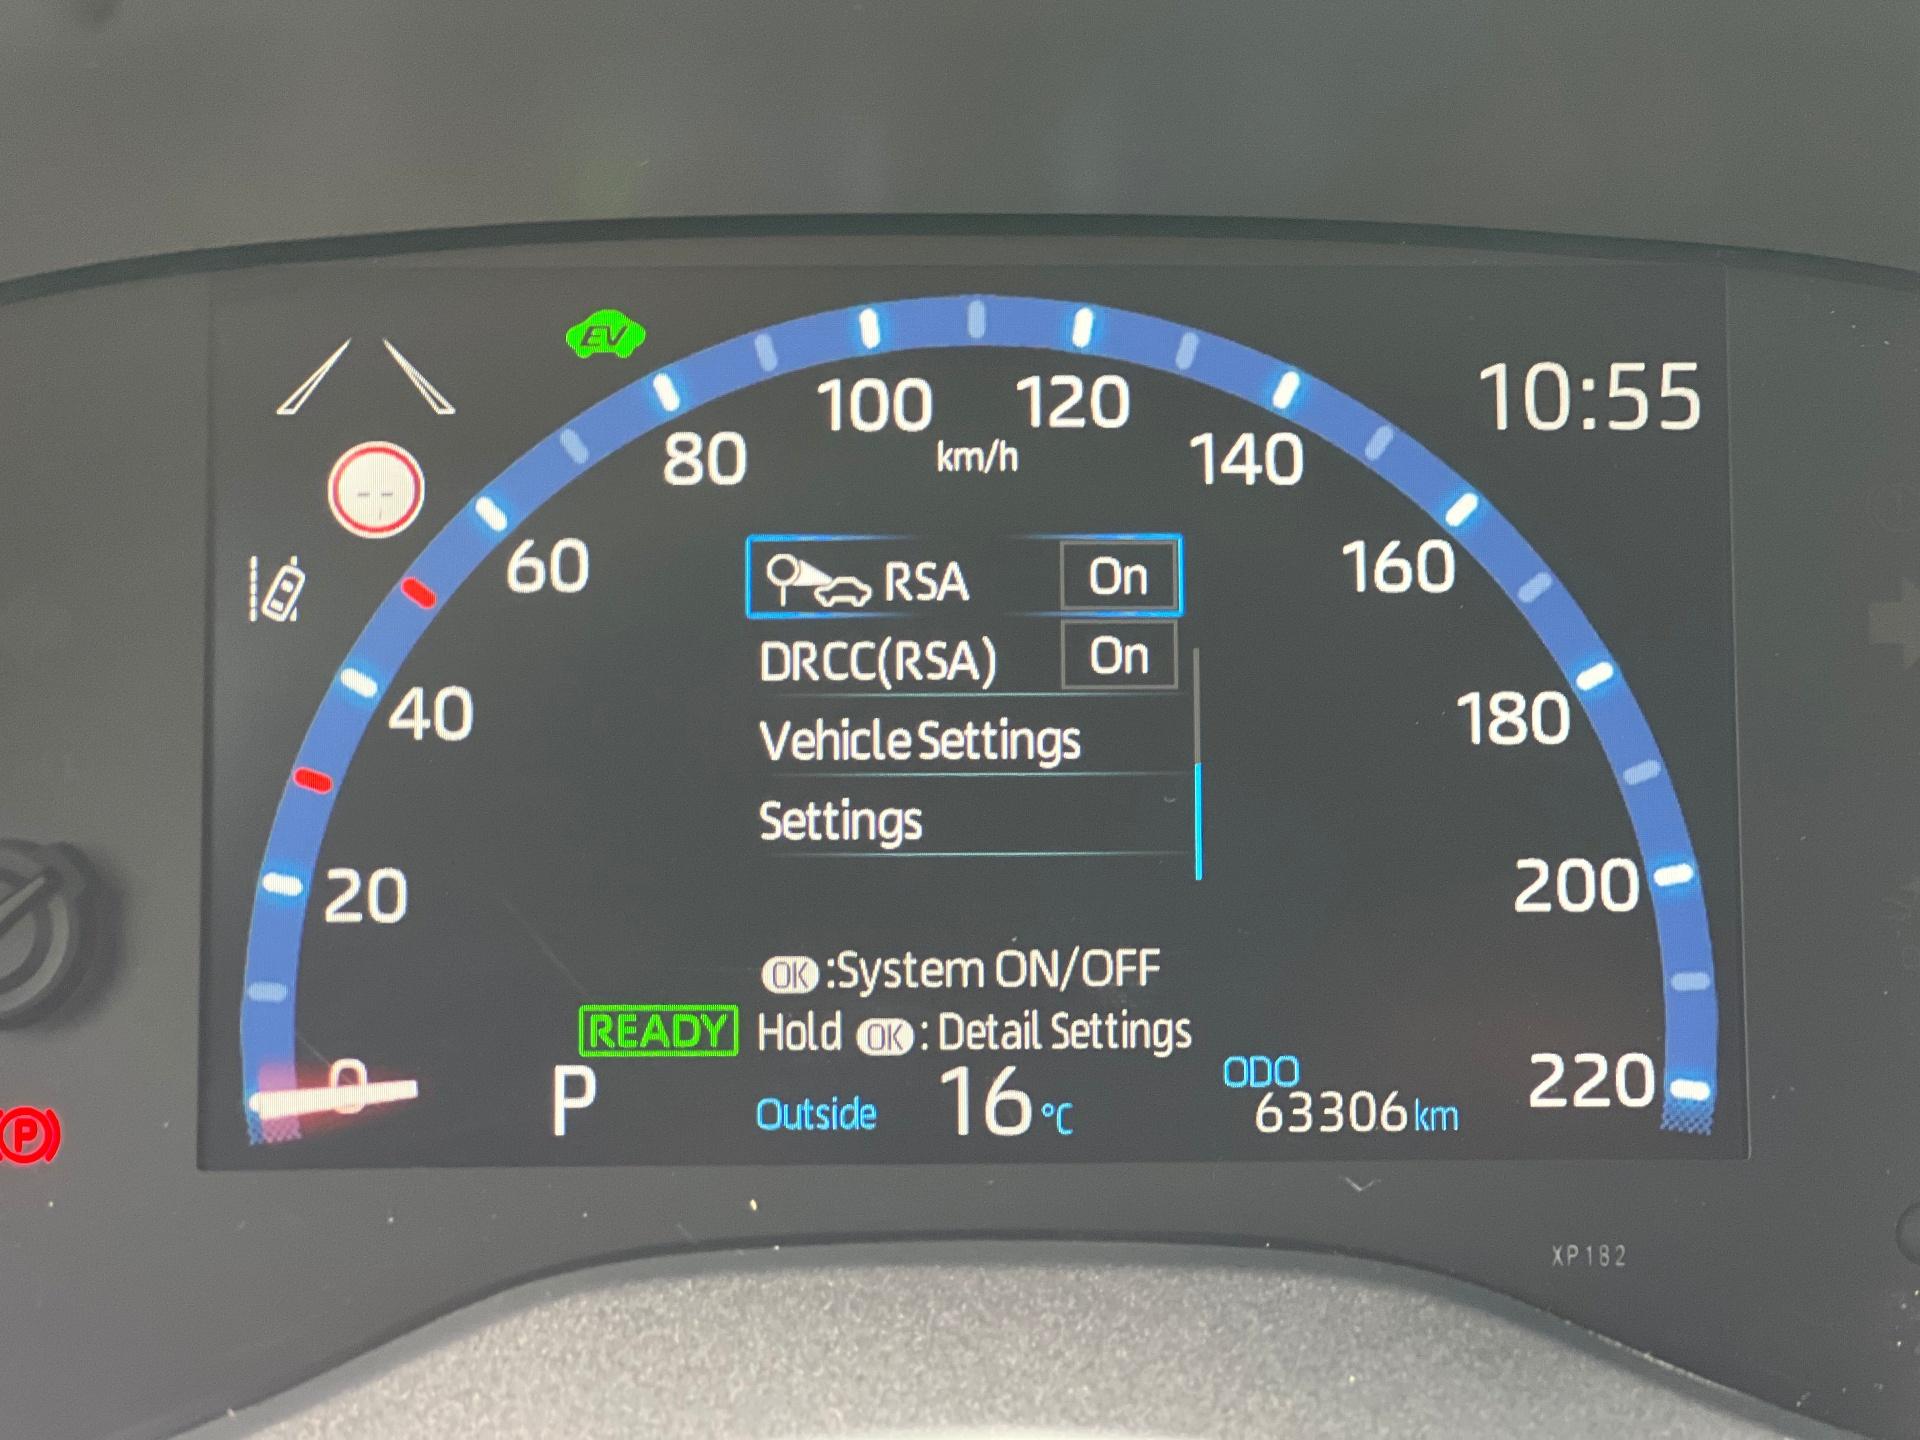 EV
10:55
100 120
km/h
80 140
60 160
40 180
20 200
0 220
-- 
RSA On
DRCC(RSA) On
Vehicle Settings
Settings
OK :System ON/OFF
READY Hold OK : Detail Settings
P Outside 16 °C
ODO
63306 km
P
XP182